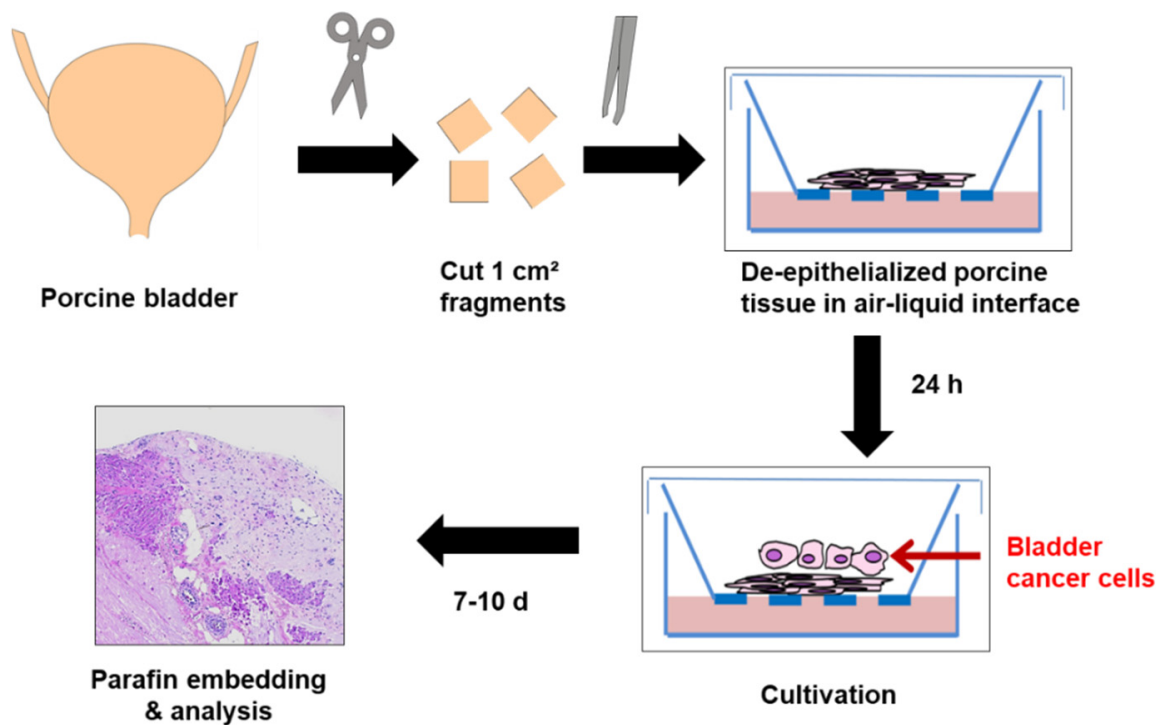 Porcine bladder
Cut 1 cm²
fragments
De-epithelialized porcine
tissue in air-liquid interface
24 h
Bladder
cancer cells
Cultivation
7-10 d
Parafin embedding
& analysis